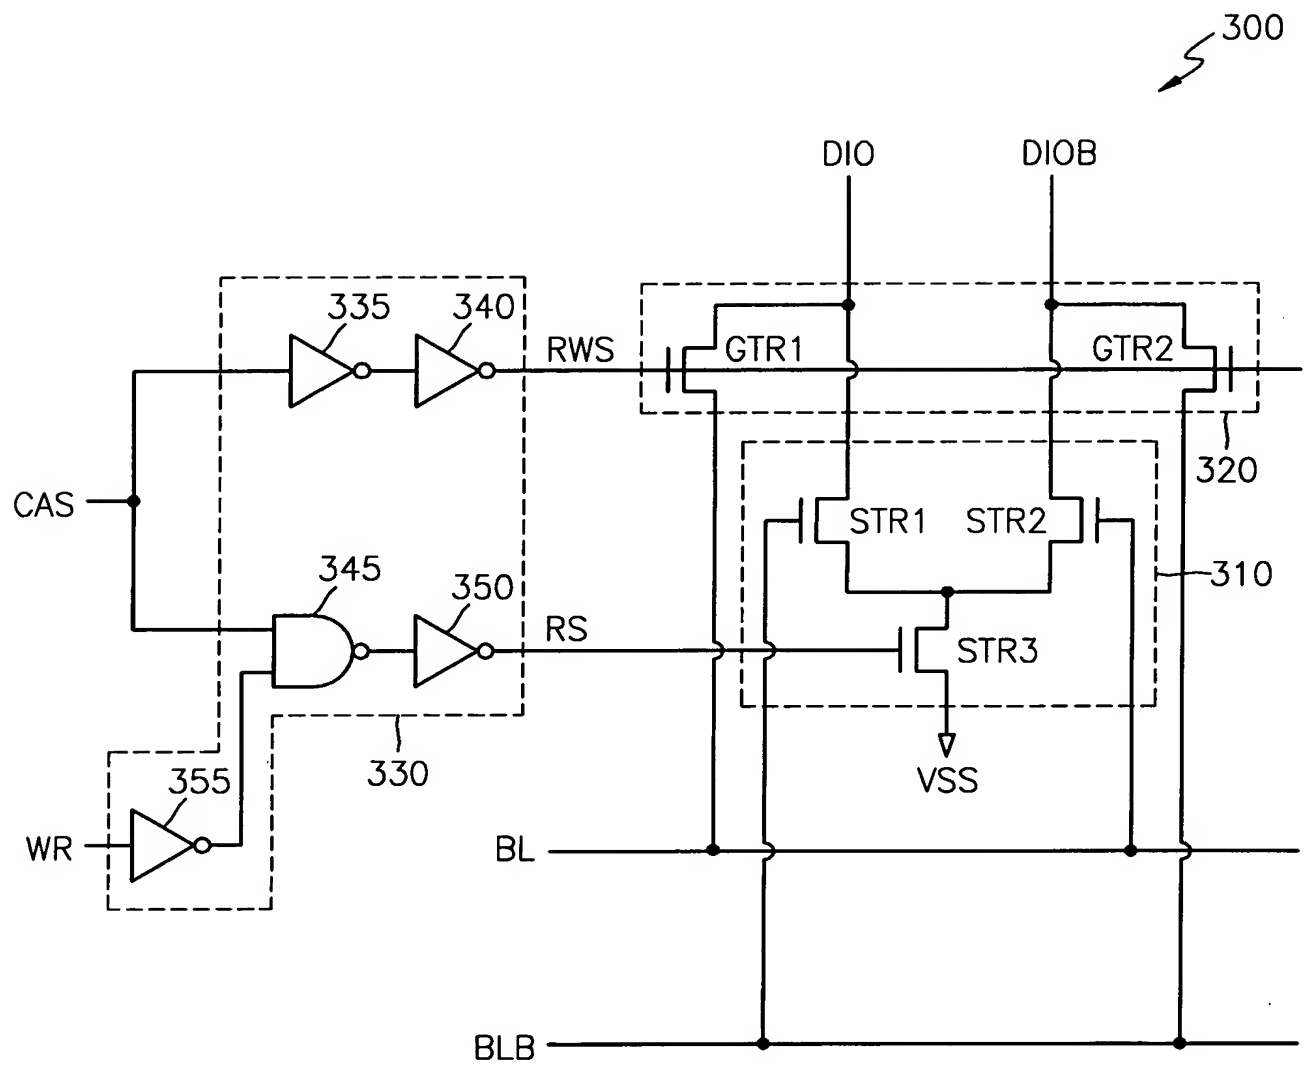 300
DIO
DIOB
335
340
RWS
GTR1
GTR2
320
CAS
STR1
STR2
345
350
310
RS
STR3
355
330
VSS
WR
BL
BLB